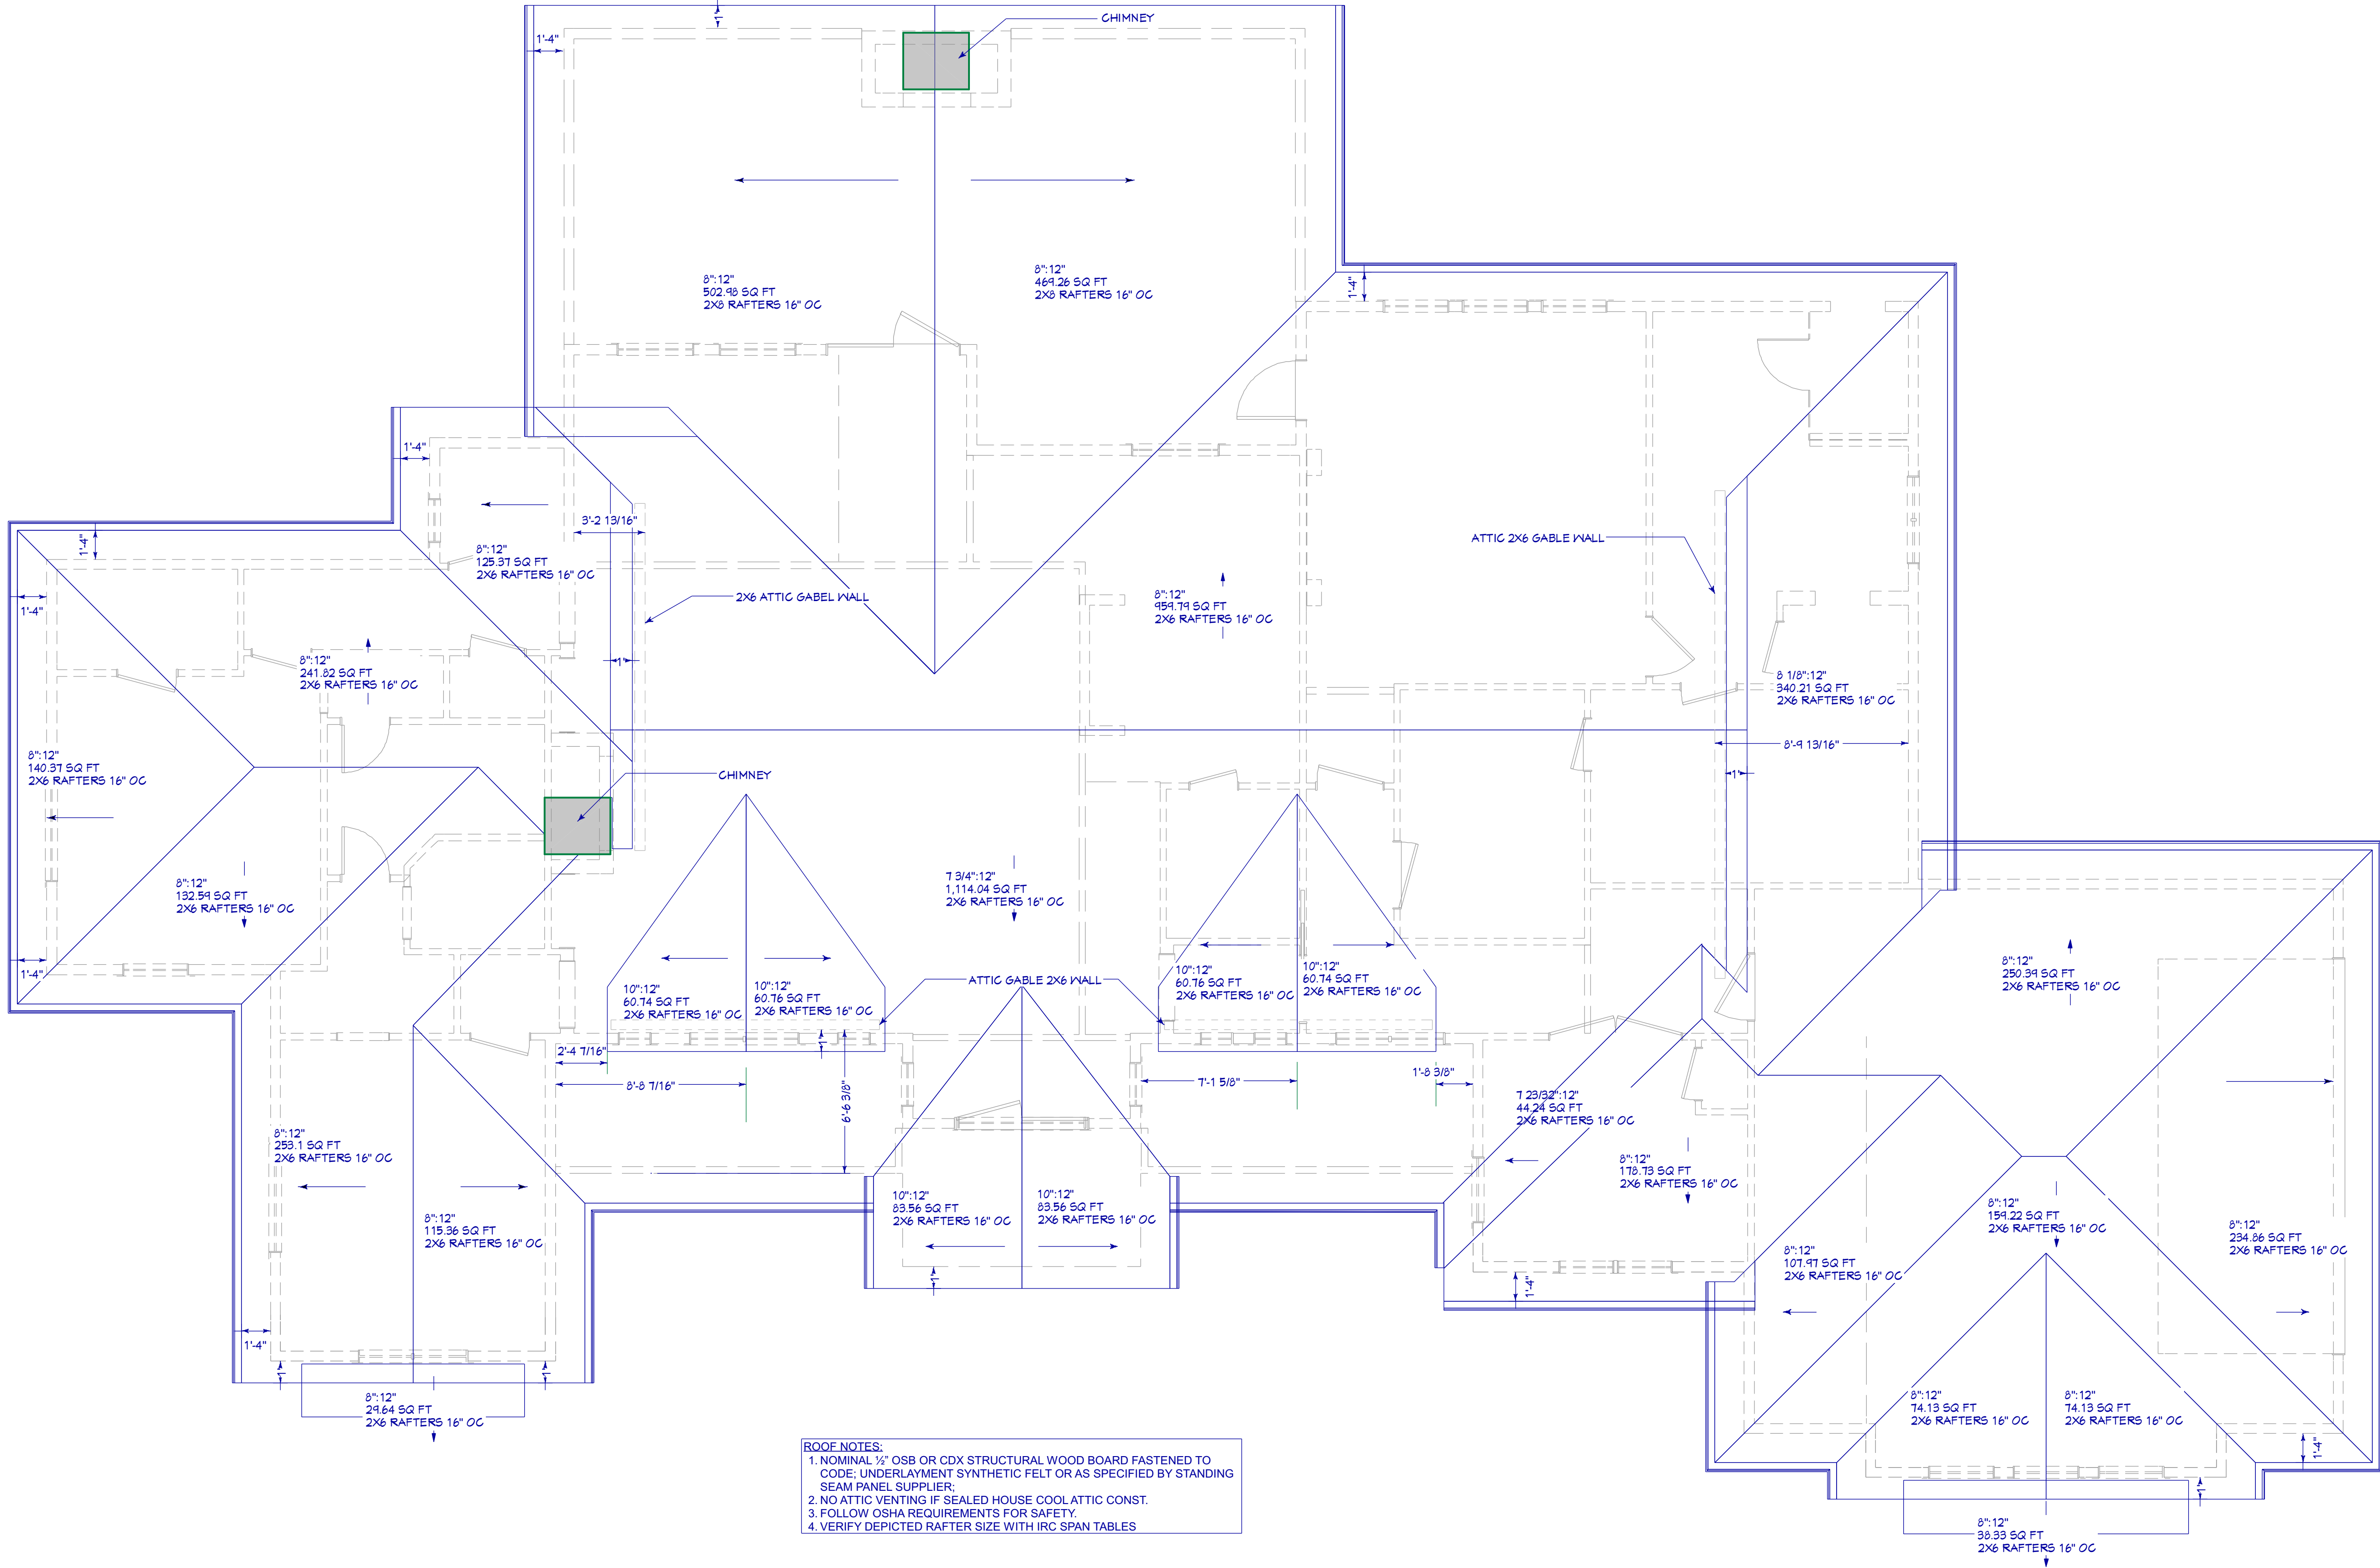 1'
CHIMNEY
1'-4"
8":12"
502.98 SQ FT
2X8 RAFTERS 16" OC
8":12"
469.26 SQ FT
2X8 RAFTERS 16" OC
1'-4"
1'-4"
3'-2 13/16"
8":12"
125.37 SQ FT
2X6 RAFTERS 16" OC
1'-4"
ATTIC 2X6 GABLE WALL
2X6 ATTIC GABEL WALL
1'-4"
8":12"
959.79 SQ FT
2X6 RAFTERS 16" OC
8":12"
241.82 SQ FT
2X6 RAFTERS 16" OC
1'
8 1/8":12"
340.21 SQ FT
2X6 RAFTERS 16" OC
8'-9 13/16"
8":12"
140.37 SQ FT
2X6 RAFTERS 16" OC
CHIMNEY
1'
8":12"
132.59 SQ FT
2X6 RAFTERS 16" OC
7 3/4":12"
1,114.04 SQ FT
2X6 RAFTERS 16" OC
1'-4"
10":12"
60.74 SQ FT
2X6 RAFTERS 16" OC
10":12"
60.76 SQ FT
2X6 RAFTERS 16" OC
ATTIC GABLE 2X6 WALL
10":12"
60.76 SQ FT
2X6 RAFTERS 16" OC
10":12"
60.74 SQ FT
2X6 RAFTERS 16" OC
8":12"
250.39 SQ FT
2X6 RAFTERS 16" OC
1'
2'-4 7/16"
8'-8 7/16"
6'-6 3/8"
7'-1 5/8"
1'-8 3/8"
7 23/32":12"
44.24 SQ FT
2X6 RAFTERS 16" OC
8":12"
253.1 SQ FT
2X6 RAFTERS 16" OC
8":12"
178.73 SQ FT
2X6 RAFTERS 16" OC
10":12"
83.56 SQ FT
2X6 RAFTERS 16" OC
10":12"
83.56 SQ FT
2X6 RAFTERS 16" OC
8":12"
159.22 SQ FT
2X6 RAFTERS 16" OC
8":12"
115.36 SQ FT
2X6 RAFTERS 16" OC
8":12"
234.86 SQ FT
2X6 RAFTERS 16" OC
8":12"
107.97 SQ FT
2X6 RAFTERS 16" OC
1'
1'-4"
1'-4"
1'
1'
8":12"
29.64 SQ FT
2X6 RAFTERS 16" OC
8":12"
74.13 SQ FT
2X6 RAFTERS 16" OC
8":12"
74.13 SQ FT
2X6 RAFTERS 16" OC
1'-4"
1'
ROOF NOTES:
1. NOMINAL ½" OSB OR CDX STRUCTURAL WOOD BOARD FASTENED TO
CODE; UNDERLAYMENT SYNTHETIC FELT OR AS SPECIFIED BY STANDING
SEAM PANEL SUPPLIER;
2. NO ATTIC VENTING IF SEALED HOUSE COOL ATTIC CONST.
3. FOLLOW OSHA REQUIREMENTS FOR SAFETY.
4. VERIFY DEPICTED RAFTER SIZE WITH IRC SPAN TABLES
8":12"
38.33 SQ FT
2X6 RAFTERS 16" OC